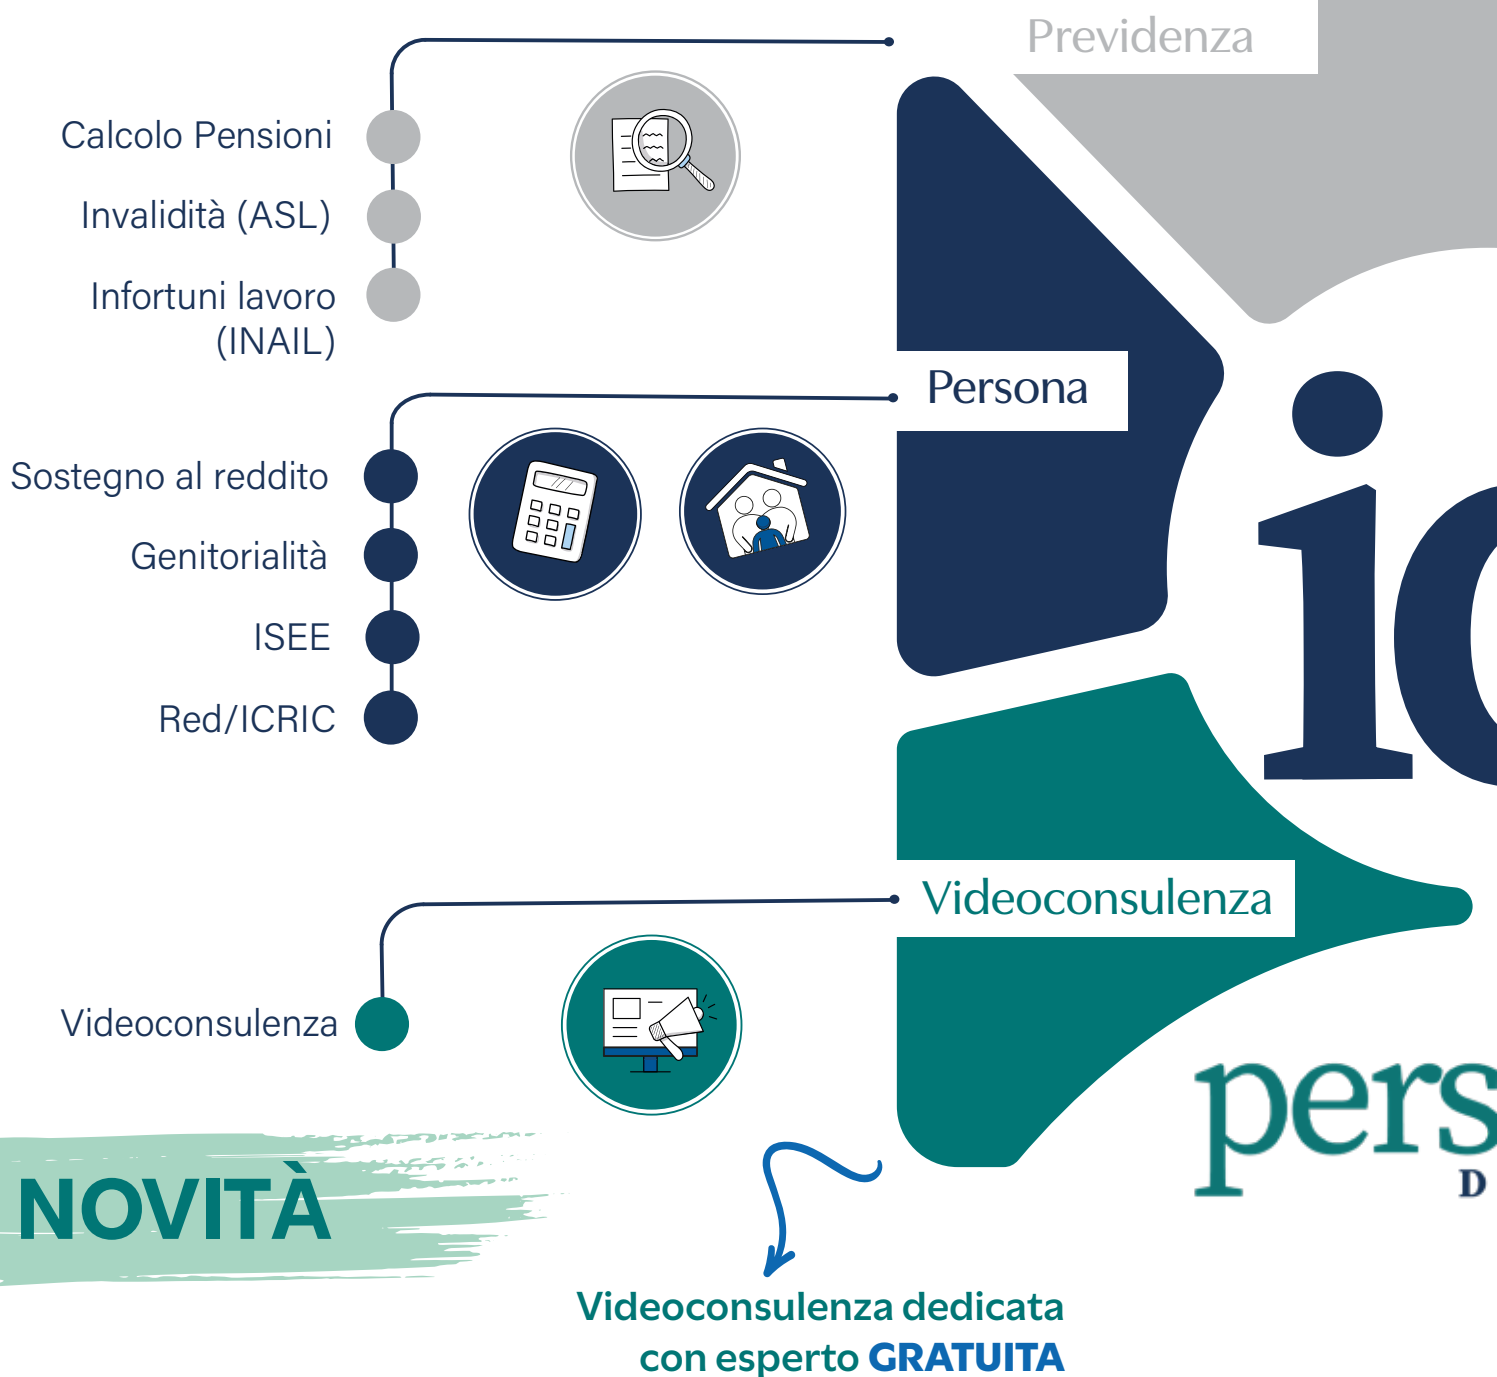 Previdenza
Calcolo Pensioni
Invalidità (ASL)
Infortuni lavoro
(INAIL)
Persona
Sostegno al reddito
Genitorialità
ISEE
Red/ICRIC
Videoconsulenza
Videoconsulenza
NOVITÀ
Videoconsulenza dedicata
con esperto GRATUITA